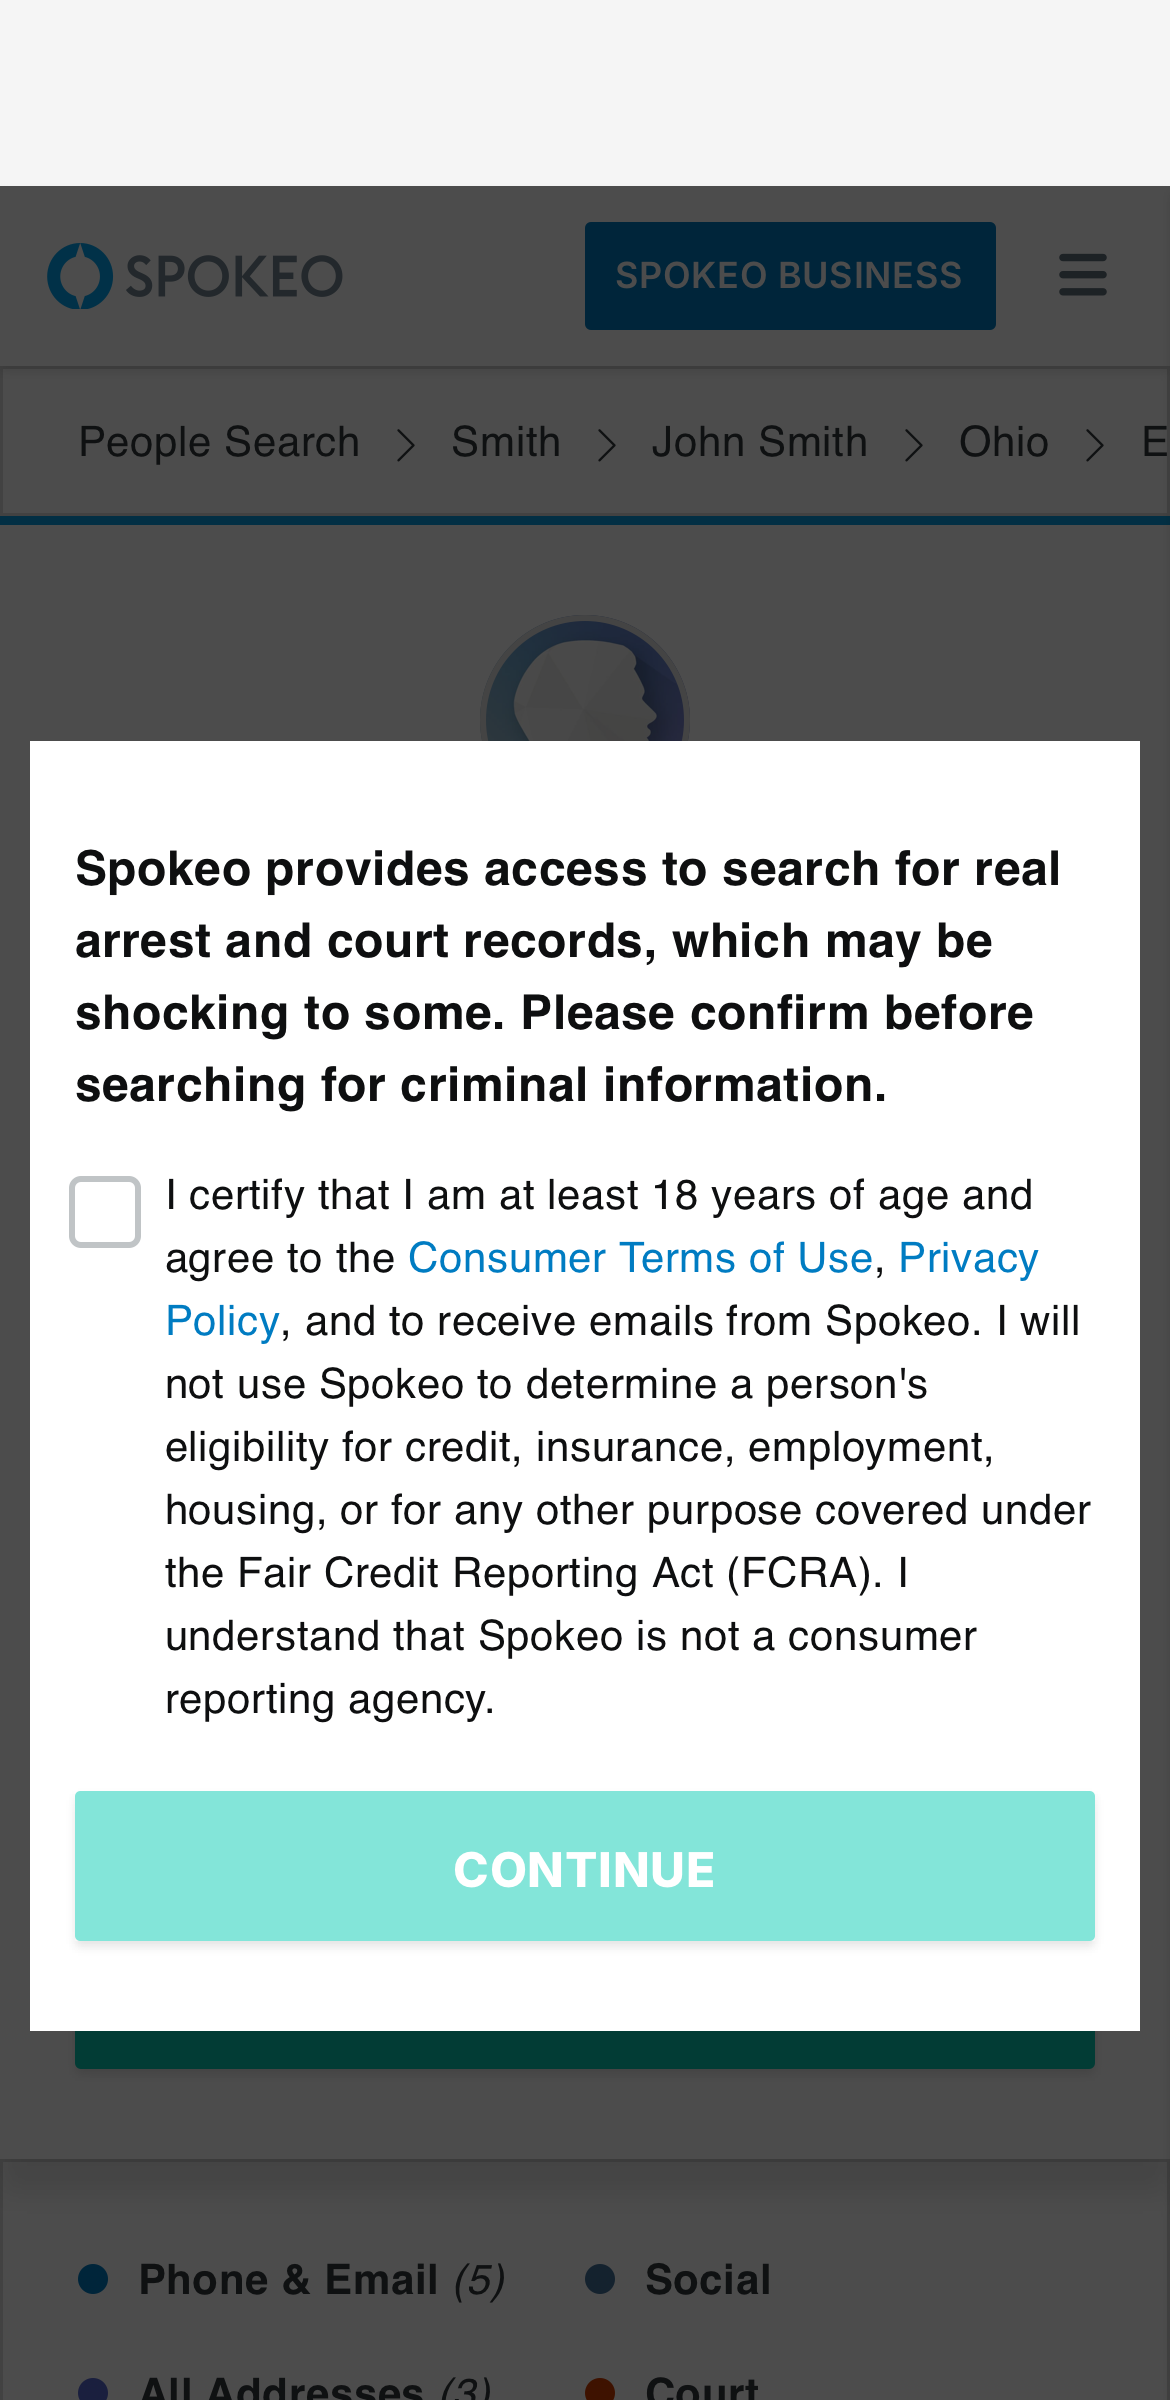 SPOKEO
SPOKEO BUSINESS
People Search > Smith > John Smith > Ohio > E
Spokeo provides access to search for real
arrest and court records, which may be
shocking to some. Please confirm before
searching for criminal information.
I certify that I am at least 18 years of age and
agree to the Consumer Terms of Use, Privacy
Policy, and to receive emails from Spokeo. I will
not use Spokeo to determine a person's
eligibility for credit, insurance, employment,
housing, or for any other purpose covered under
the Fair Credit Reporting Act (FCRA). I
understand that Spokeo is not a consumer
reporting agency.
CONTINUE
Phone & Email (5)
Social
All Addresses (3)
Court